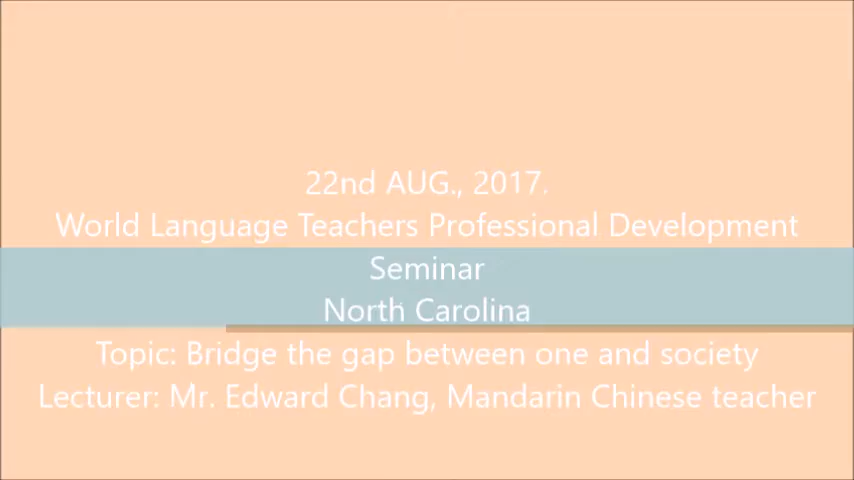 22nd AUG., 2017.
World Language Teachers Professional Development
Seminar
North Carolina
Topic: Bridge the gap between one and society
Lecturer: Mr. Edward Chang, Mandarin Chinese teacher